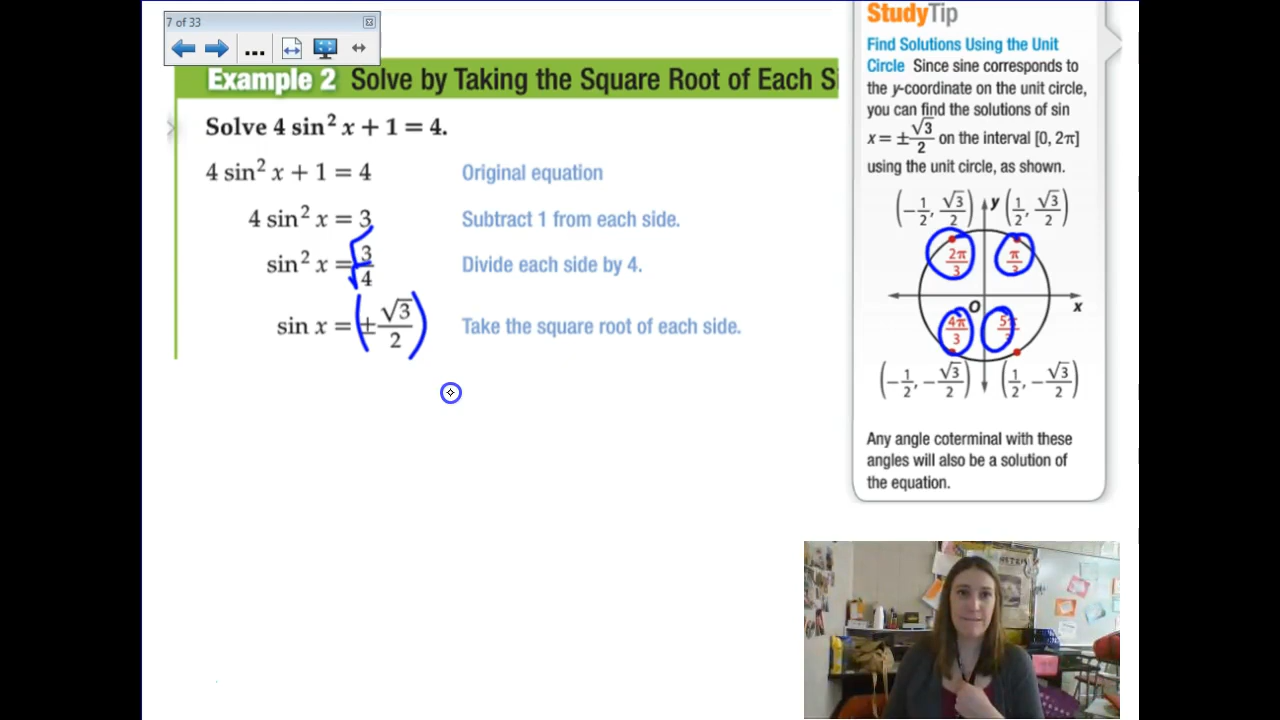 7 of 33
...
Example 2 Solve by Taking the Square Root of Each S
Solve 4 sin² x + 1 = 4.
4 sin² x + 1 = 4 Original equation
4 sin² x = 3 Subtract 1 from each side.
sin² x = 3/4 Divide each side by 4.
sin x = ±√3/2 Take the square root of each side.
StudyTip
Find Solutions Using the Unit
Circle Since sine corresponds to
the y-coordinate on the unit circle,
you can find the solutions of sin
x = ±√3/2 on the interval [0, 2π]
using the unit circle, as shown.
(−1/2, √3/2) y (1/2, √3/2)
2π/3 π/3
O x
4π/3 5π
(−1/2, −√3/2) (1/2, −√3/2)
Any angle coterminal with these
angles will also be a solution of
the equation.